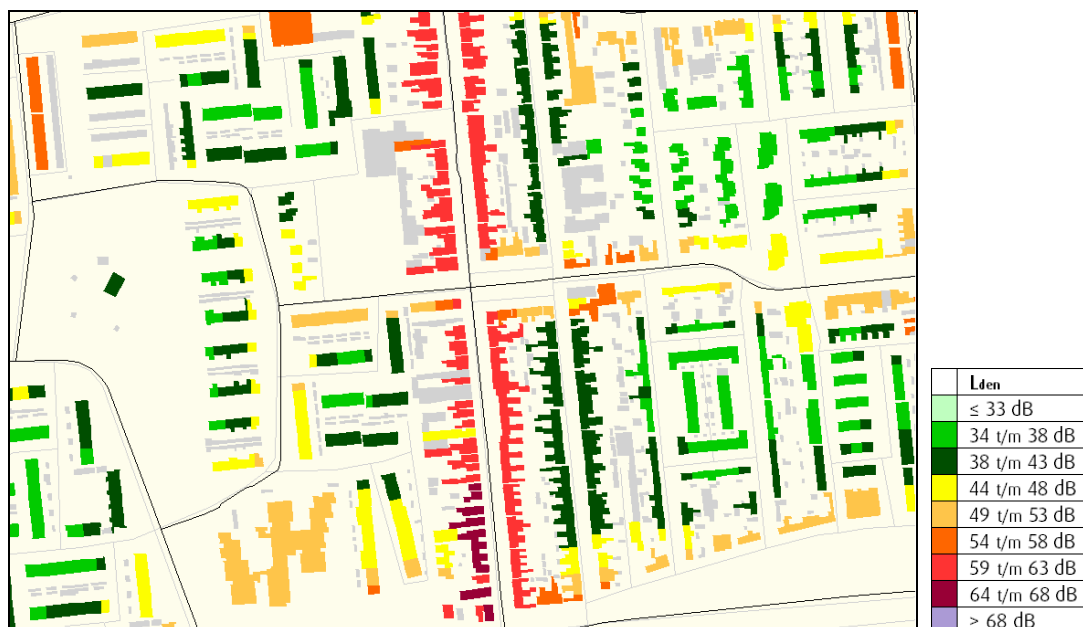 Lden
≤ 33 dB
34 t/m 38 dB
38 t/m 43 dB
44 t/m 48 dB
49 t/m 53 dB
54 t/m 58 dB
59 t/m 63 dB
64 t/m 68 dB
> 68 dB